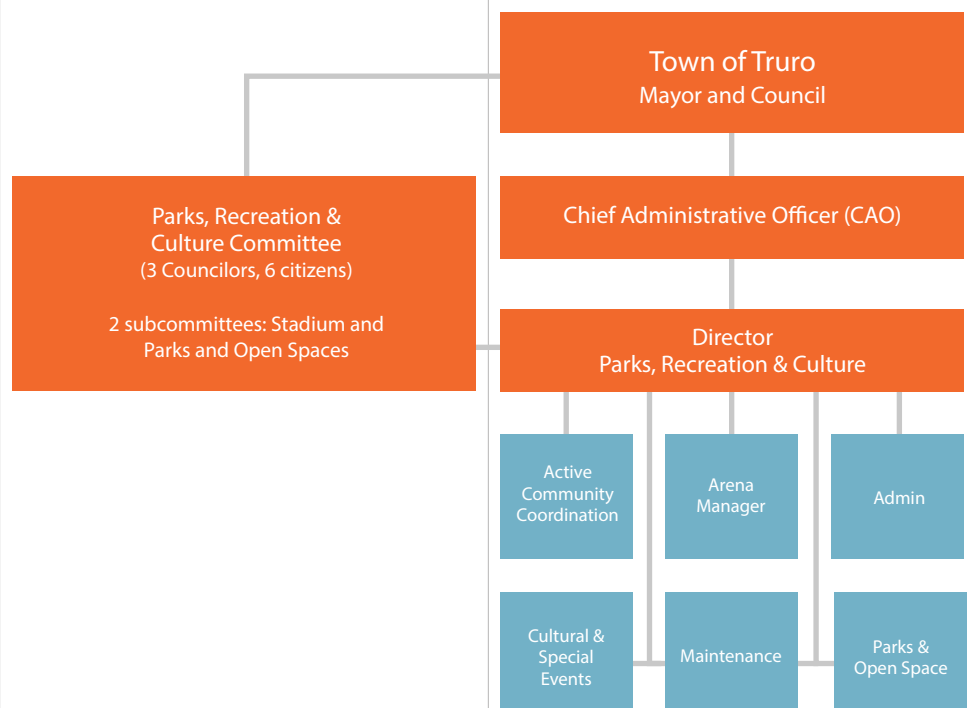 Town of Truro
Mayor and Council
Parks, Recreation &
Culture Committee
(3 Councilors, 6 citizens)
2 subcommittees: Stadium and
Parks and Open Spaces
Chief Administrative Officer (CAO)
Director
Parks, Recreation & Culture
Active
Community
Coordination
Arena
Manager
Admin
Cultural &
Special
Events
Maintenance
Parks &
Open Space